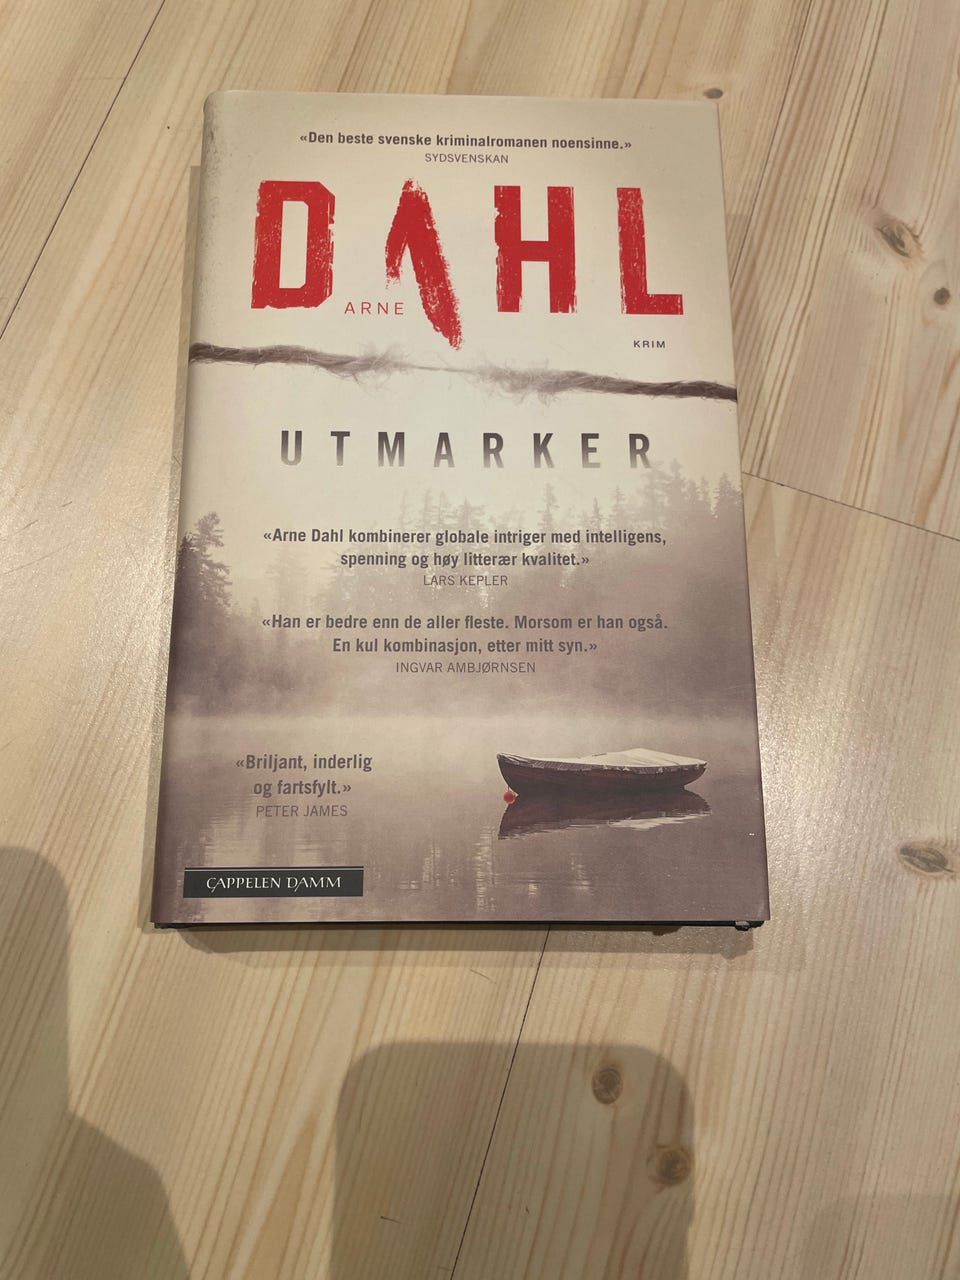 «Den beste svenske kriminalromanen noensinne.»
SYDSVENSKAN
DAHL
ARNE
KRIM
UTMARKER
«Arne Dahl kombinerer globale intriger med intelligens,
spenning og høy litterær kvalitet.»
LARS KEPLER
«Han er bedre enn de aller fleste. Morsom er han også.
En kul kombinasjon, etter mitt syn.»
INGVAR AMBJØRNSEN
«Briljant, inderlig
og fartsfylt.»
PETER JAMES
CAPPELEN DAMM